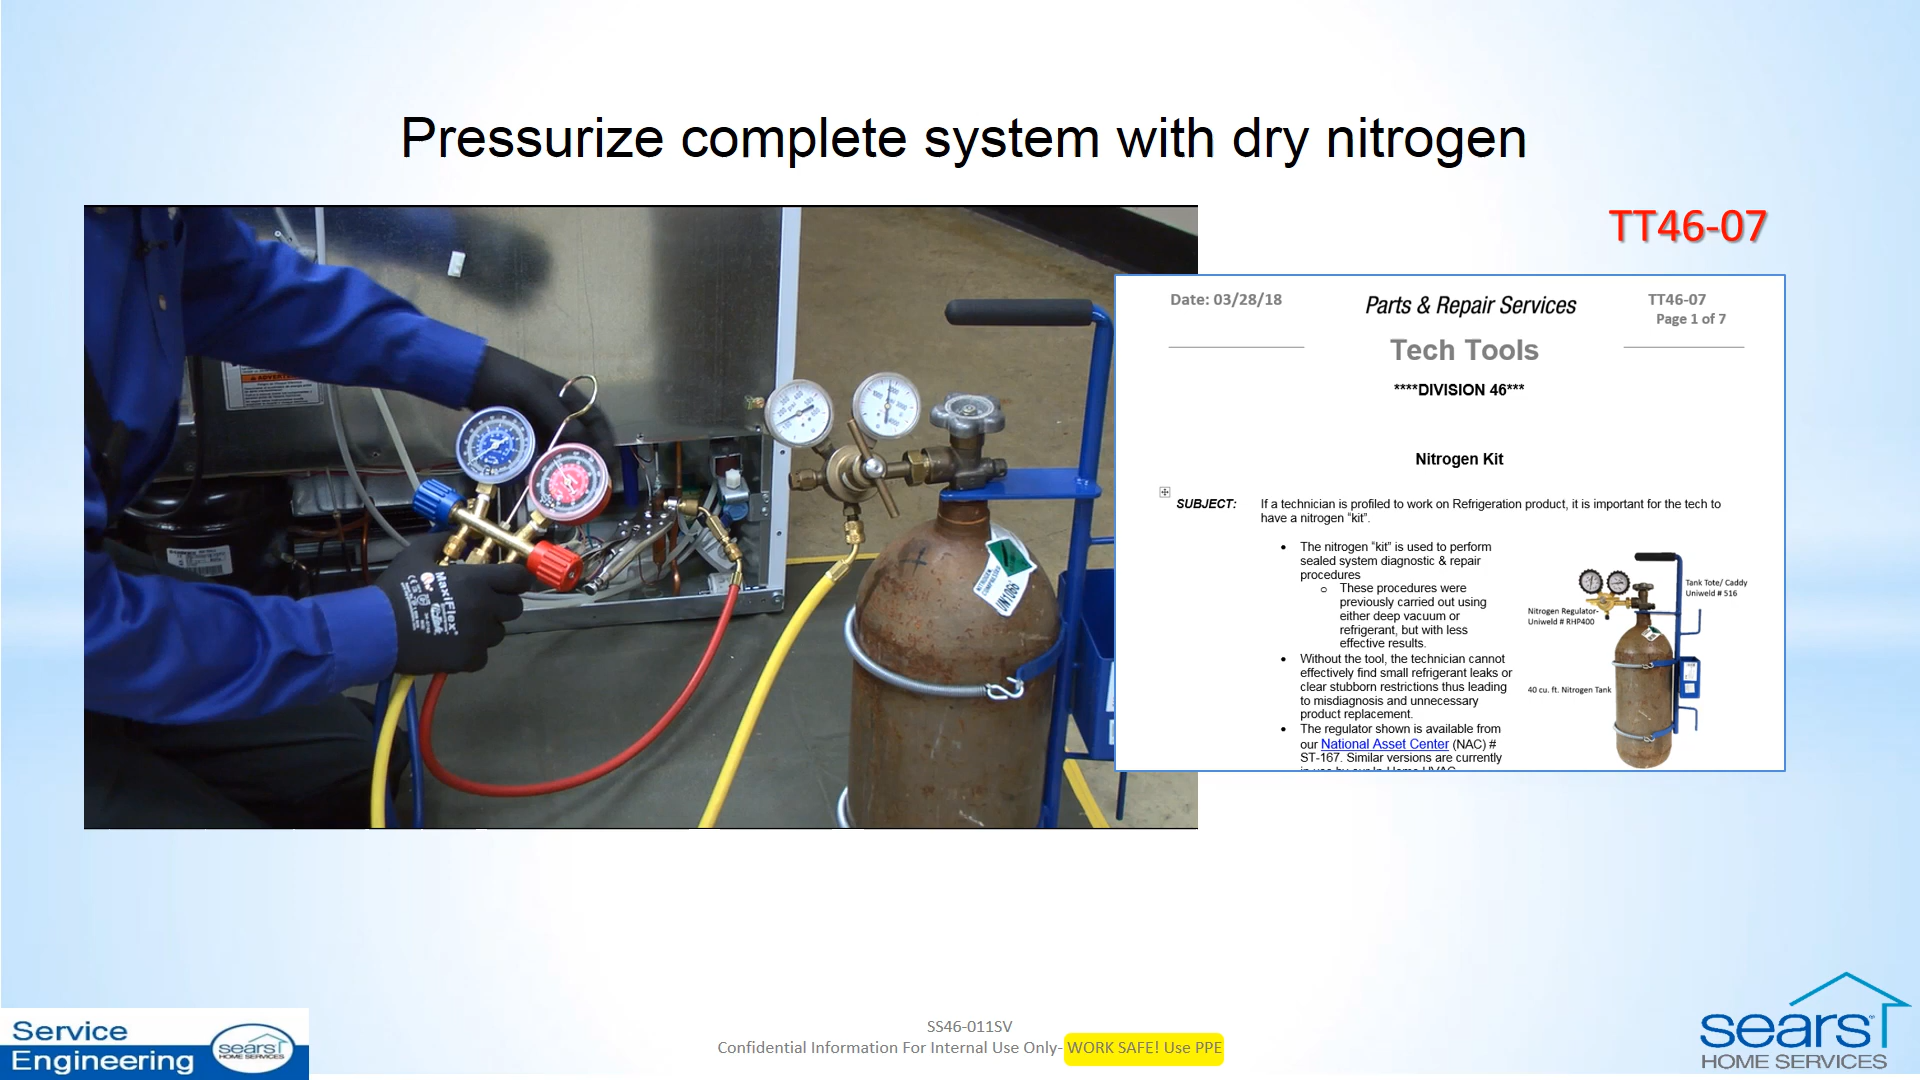 Pressurize complete system with dry nitrogen
TT46-07
Date: 03/28/18
Parts & Repair Services
TT46-07
Page 1 of 7
Tech Tools
****DIVISION 46***
Nitrogen Kit
SUBJECT: If a technician is profiled to work on Refrigeration product, it is important for the tech to
have a nitrogen “kit”.
• The nitrogen “kit” is used to perform
sealed system diagnostic & repair
procedures
o These procedures were
previously carried out using
either deep vacuum or
refrigerant, but with less
effective results.
• Without the tool, the technician cannot
effectively find small refrigerant leaks or
clear stubborn restrictions thus leading
to misdiagnosis and unnecessary
product replacement.
• The regulator shown is available from
our National Asset Center (NAC) #
ST-167. Similar versions are currently
Tank Tote/ Caddy
Uniweld # 516
Nitrogen Regulator-
Uniweld # RHP400
40 cu. ft. Nitrogen Tank
MaxiFlex
NITROGEN,
COMPRESSED
UN1066
SS46-011SV
Confidential Information For Internal Use Only- WORK SAFE! Use PPE
Service
Engineering
sears
HOME SERVICES
sears
HOME SERVICES